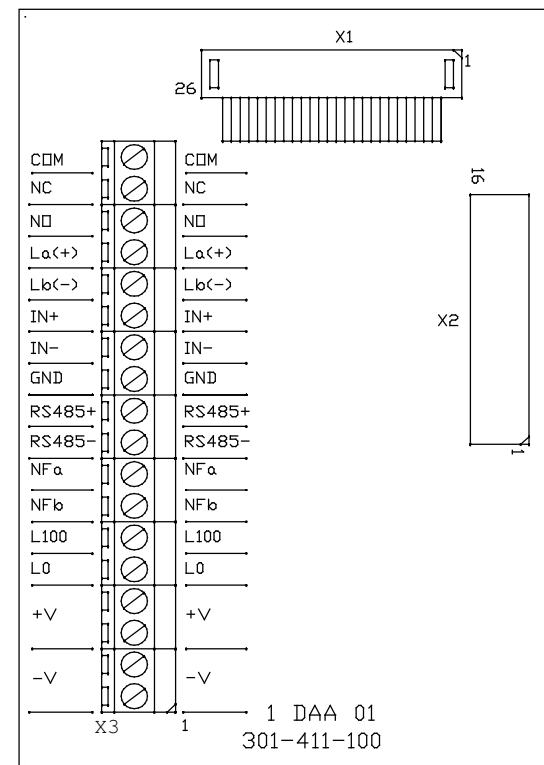 X1
1
26
COM COM
NC NC
NO NO
La(+) La(+)
Lb(-) Lb(-)
IN+ IN+
IN- IN-
GND GND
RS485+ RS485+
RS485- RS485-
NFa NFa
NFb NFb
L100 L100
L0 L0
+V +V
-V -V
X3 1
16
X2
1
1 DAA 01
301-411-100